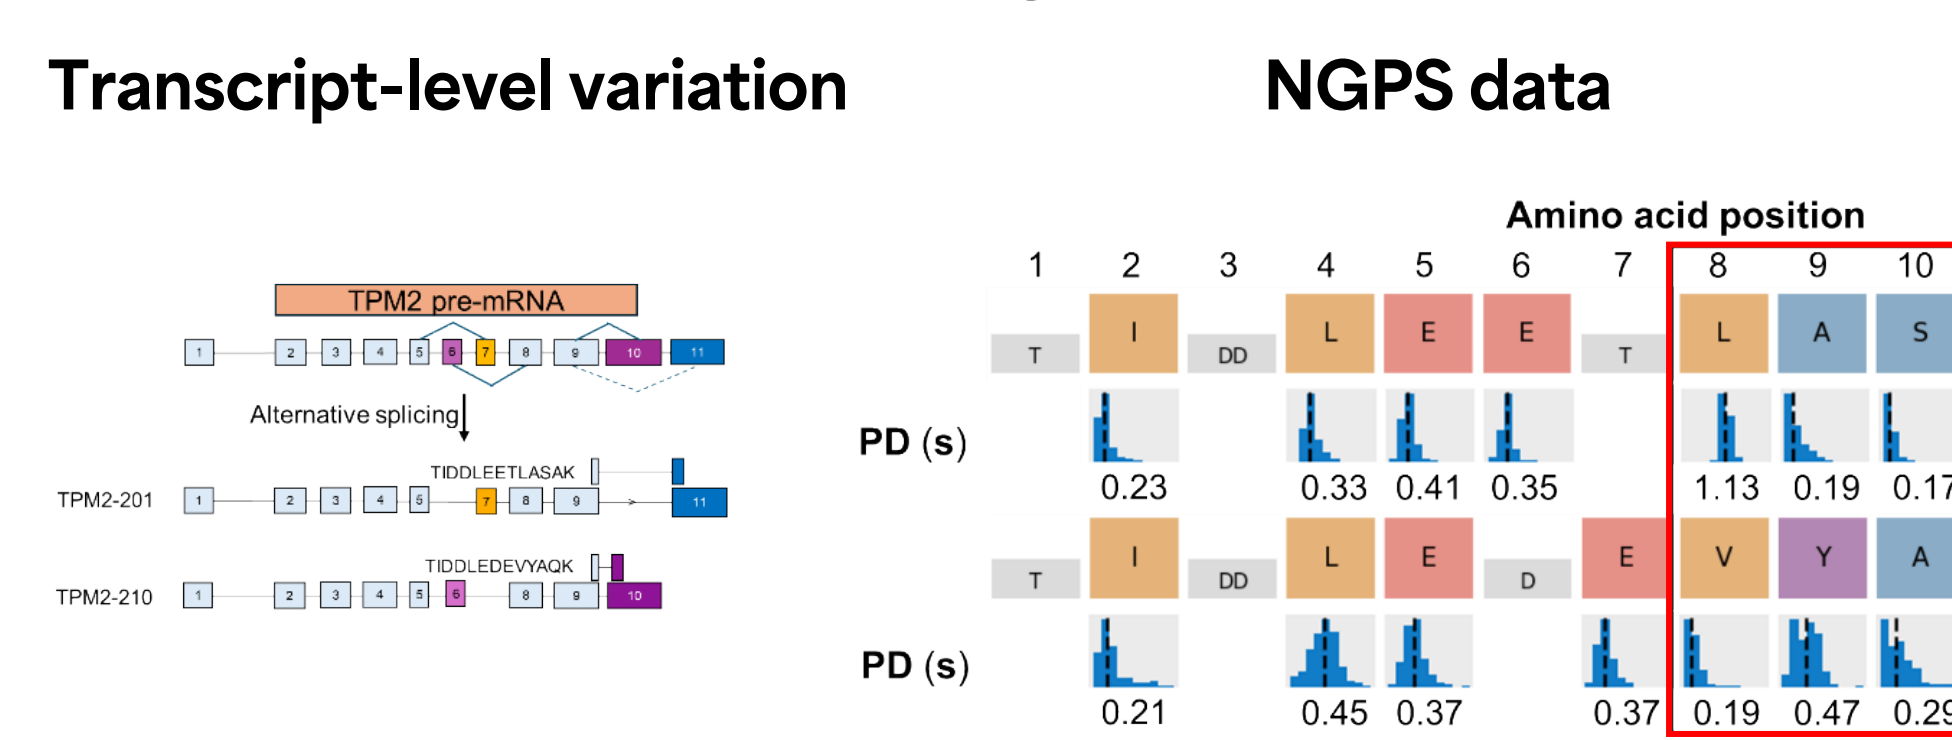 Transcript-level variation
NGPS data
TPM2 pre-mRNA
1 2 3 4 5 6 7 8 9 10 11
Alternative splicing
TIDDLEETLASAK
TPM2-201 1 2 3 4 5 7 8 9 > 11
TIDDLEDEVYAQK
TPM2-210 1 2 3 4 5 6 8 9 10
Amino acid position
1 2 3 4 5 6 7 8 9 10
T I DD L E E T L A S
PD (s)
0.23 0.33 0.41 0.35 1.13 0.19 0.17
T I DD L E D E V Y A
PD (s)
0.21 0.45 0.37 0.37 0.19 0.47 0.29